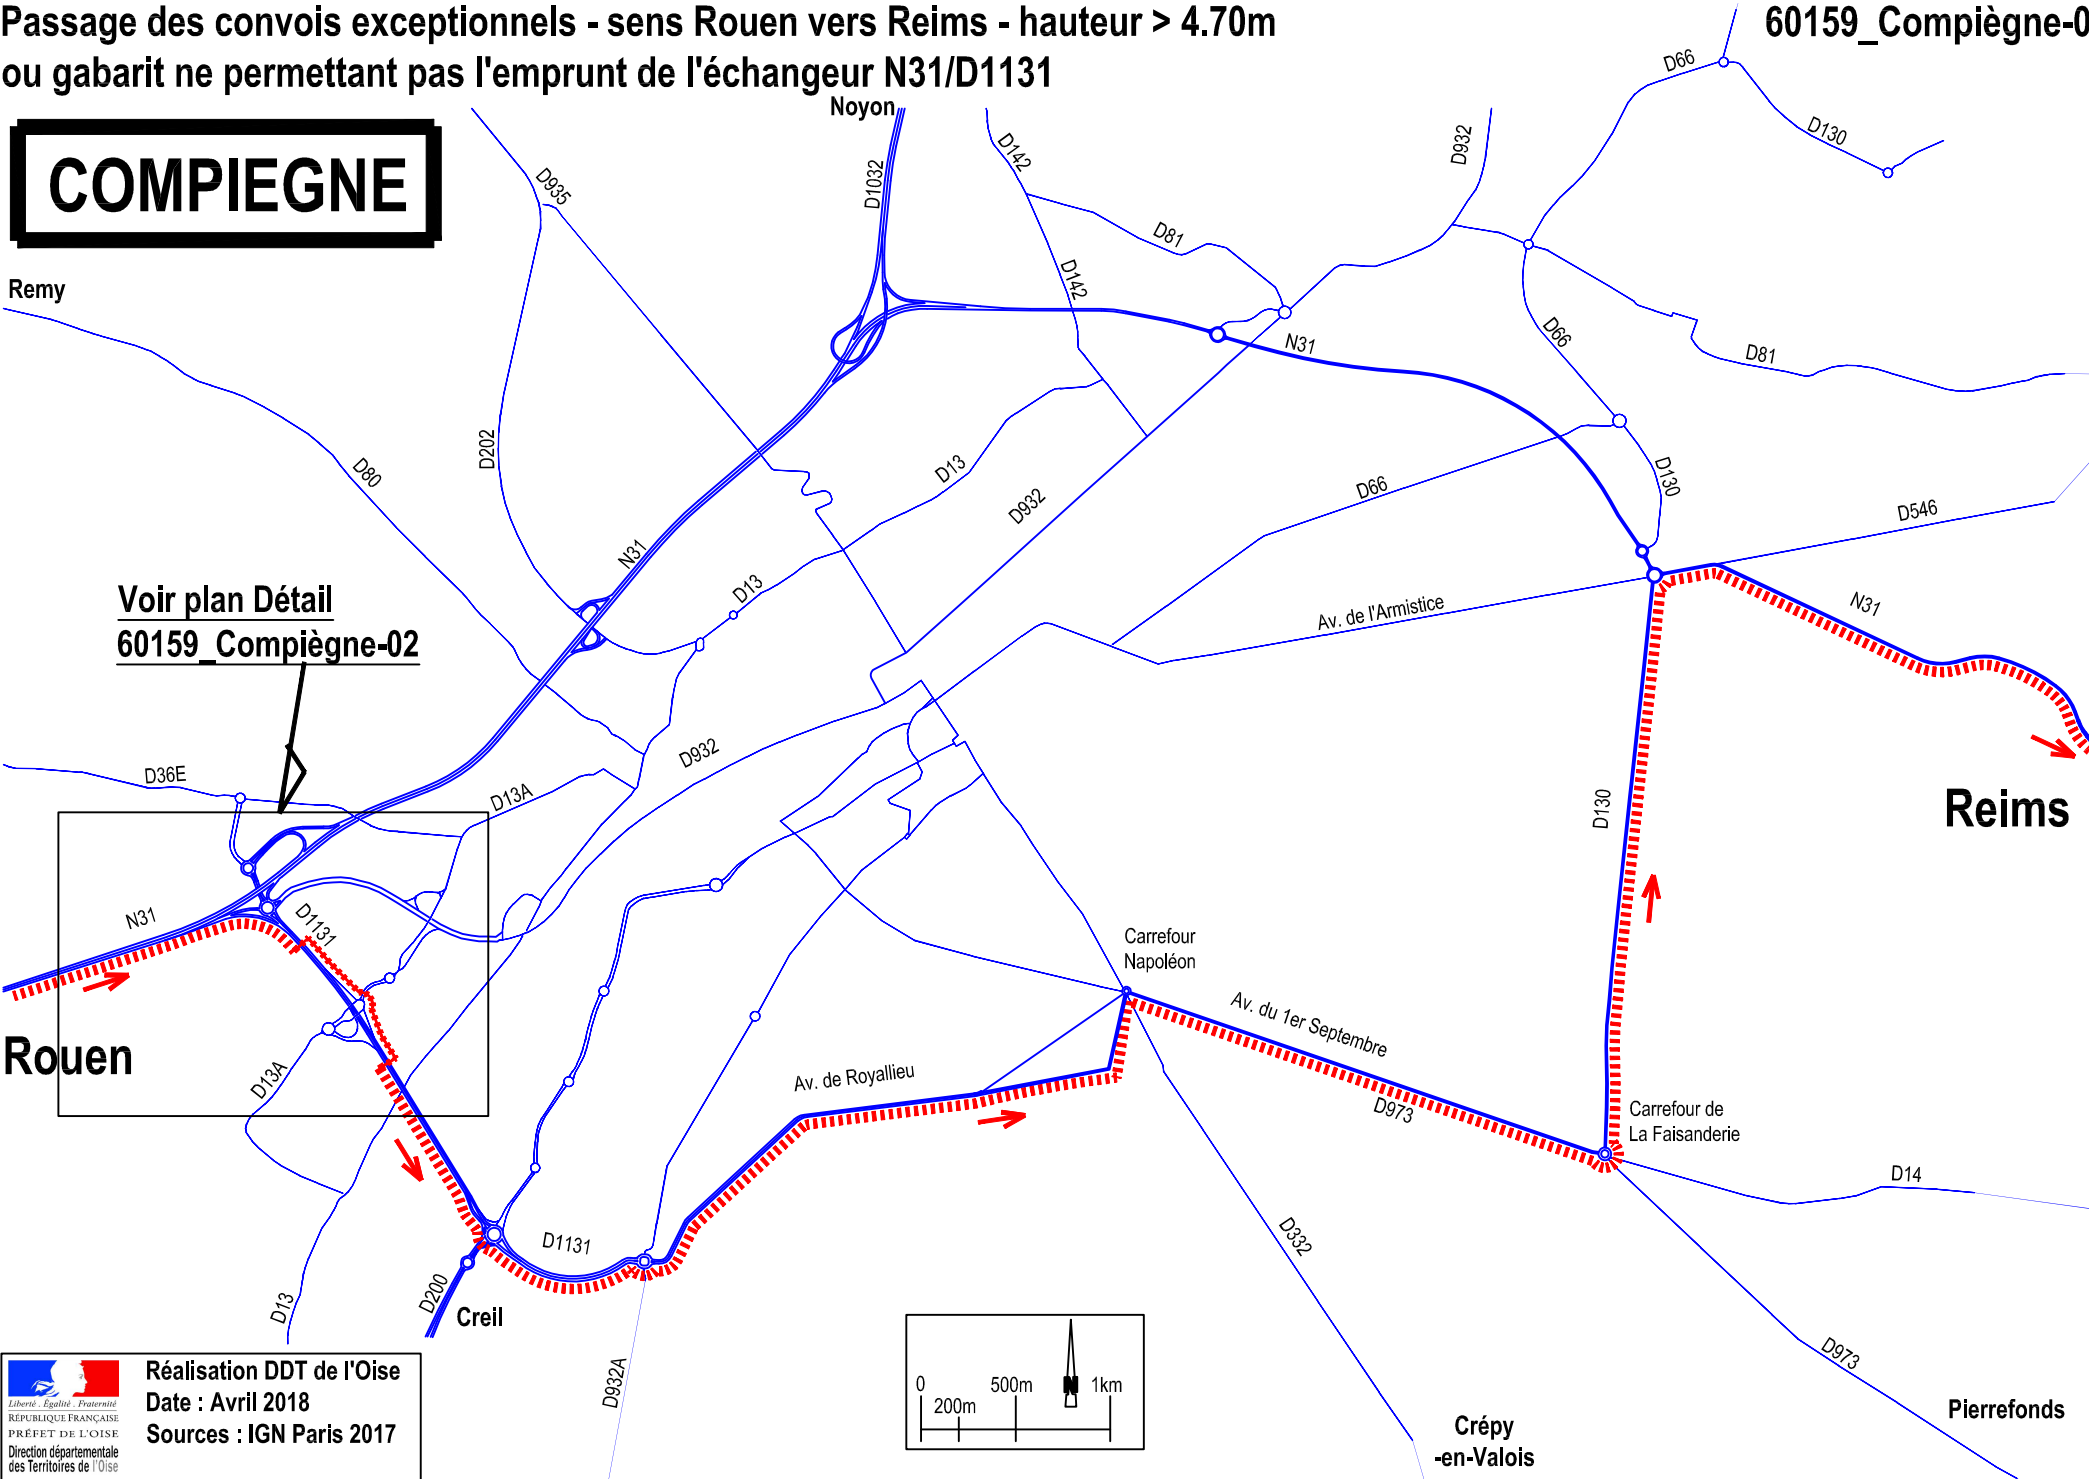 Passage des convois exceptionnels - sens Rouen vers Reims - hauteur > 4.70m
60159_Compiègne-0
ou gabarit ne permettant pas l'emprunt de l'échangeur N31/D1131
Noyon
COMPIEGNE
D66
D130
D932
D142
D935
D1032
D81
D142
Remy
N31
D66
D81
D202
D80
D13
D932
D66
D130
D546
N31
D13
Voir plan Détail
60159_Compiègne-02
Av. de l'Armistice
N31
D932
D36E
D13A
D130
Reims
N31
D1131
Carrefour
Napoléon
Av. du 1er Septembre
Rouen
D13A
Av. de Royallieu
D973
Carrefour de
La Faisanderie
D14
D1131
D332
D200
D13
Creil
D932A
D973
Pierrefonds
Crépy
-en-Valois
0
500m
N
1km
200m
Liberté . Égalité . Fraternité
RÉPUBLIQUE FRANÇAISE
PRÉFET DE L'OISE
Direction départementale
des Territoires de l'Oise
Réalisation DDT de l'Oise
Date : Avril 2018
Sources : IGN Paris 2017